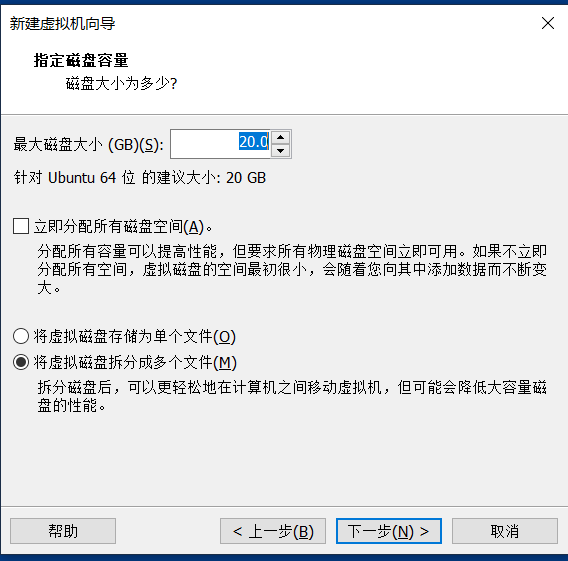 新建虚拟机向导
指定磁盘容量
磁盘大小为多少?
最大磁盘大小 (GB)(S): 20.0
针对 Ubuntu 64 位 的建议大小: 20 GB
立即分配所有磁盘空间(A)。
分配所有容量可以提高性能，但要求所有物理磁盘空间立即可用。如果不立即
分配所有空间，虚拟磁盘的空间最初很小，会随着您向其中添加数据而不断变
大。
将虚拟磁盘存储为单个文件(O)
将虚拟磁盘拆分成多个文件(M)
拆分磁盘后，可以更轻松地在计算机之间移动虚拟机，但可能会降低大容量磁
盘的性能。
帮助 < 上一步(B) 下一步(N) > 取消